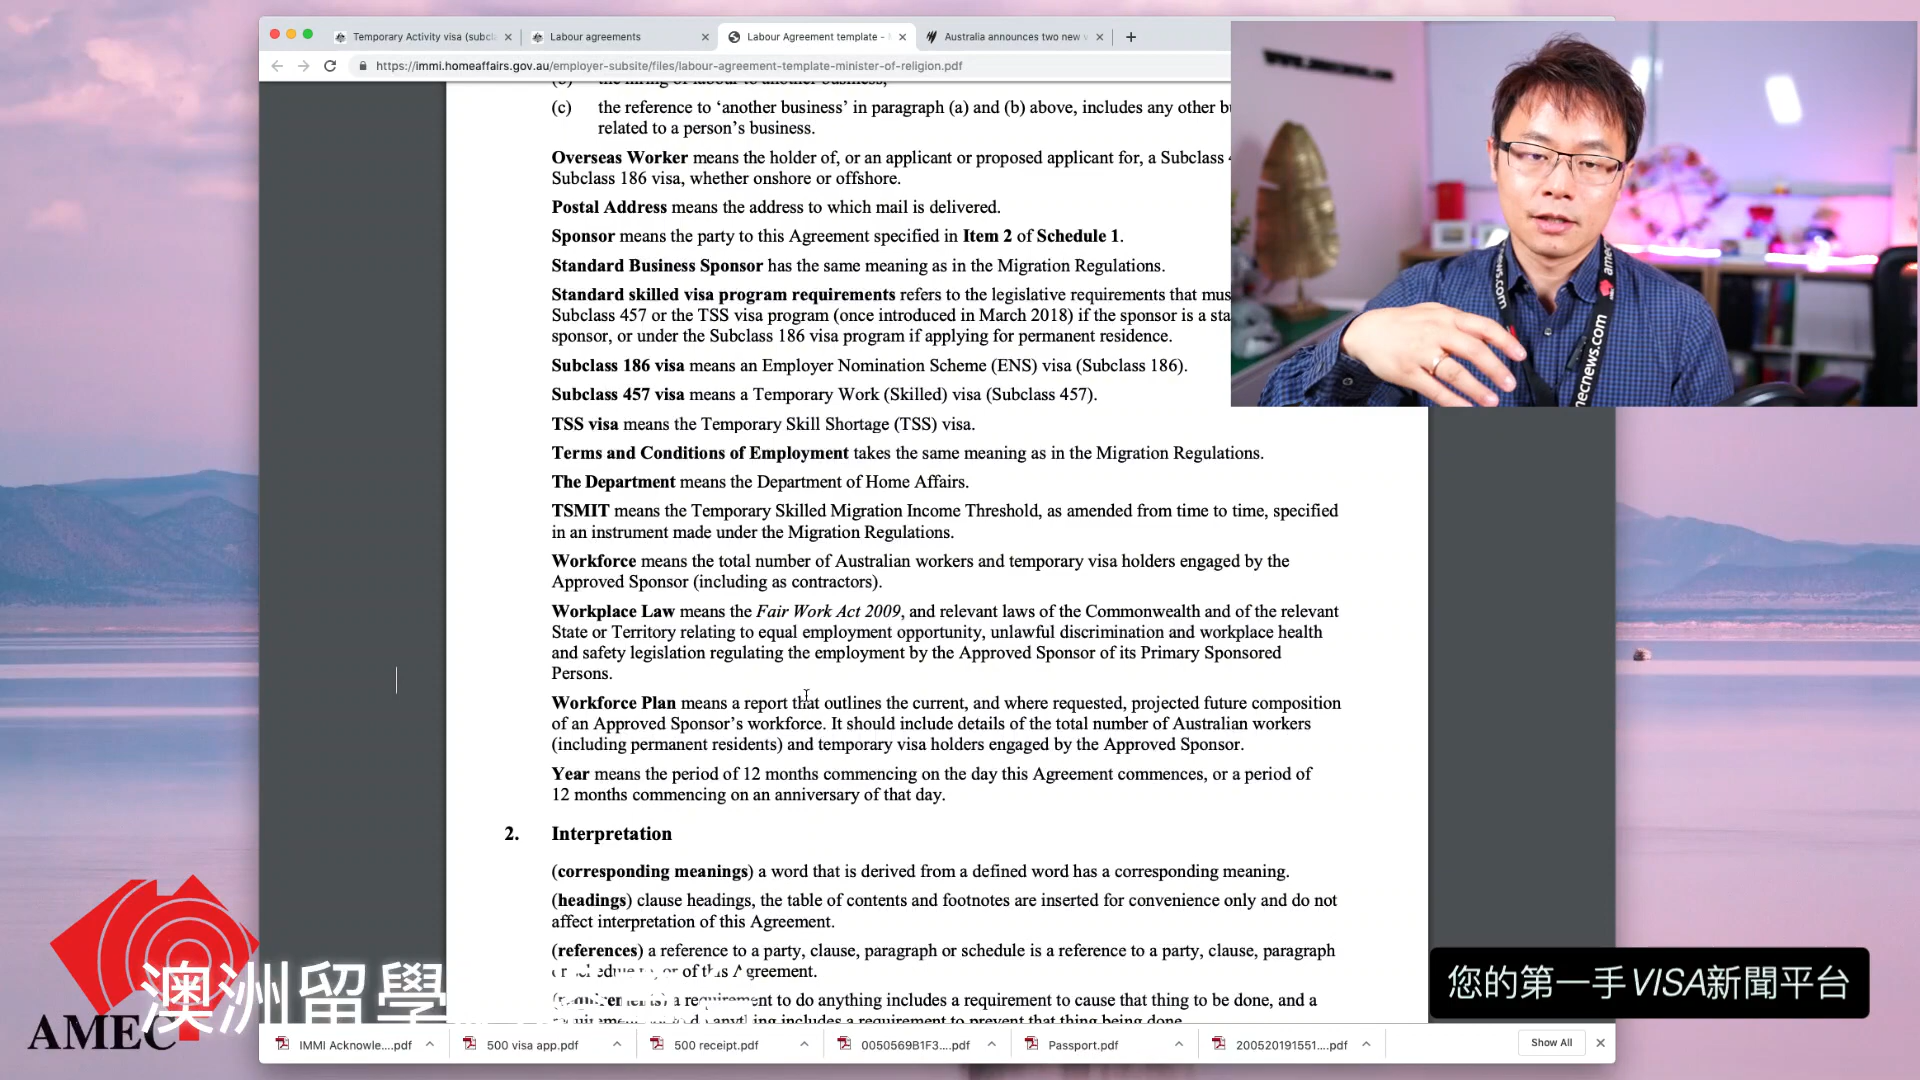 Temporary Activity visa (subcl
Labour agreements
Labour Agreement template -
Australia announces two new v
https://immi.homeaffairs.gov.au/employer-subsite/files/labour-agreement-template-minister-of-religion.pdf
(c) the reference to ‘another business’ in paragraph (a) and (b) above, includes any other bu
related to a person’s business.
Overseas Worker means the holder of, or an applicant or proposed applicant for, a Subclass
Subclass 186 visa, whether onshore or offshore.
Postal Address means the address to which mail is delivered.
Sponsor means the party to this Agreement specified in Item 2 of Schedule 1.
Standard Business Sponsor has the same meaning as in the Migration Regulations.
Standard skilled visa program requirements refers to the legislative requirements that mus
Subclass 457 or the TSS visa program (once introduced in March 2018) if the sponsor is a sta
sponsor, or under the Subclass 186 visa program if applying for permanent residence.
Subclass 186 visa means an Employer Nomination Scheme (ENS) visa (Subclass 186).
Subclass 457 visa means a Temporary Work (Skilled) visa (Subclass 457).
TSS visa means the Temporary Skill Shortage (TSS) visa.
Terms and Conditions of Employment takes the same meaning as in the Migration Regulations.
The Department means the Department of Home Affairs.
TSMIT means the Temporary Skilled Migration Income Threshold, as amended from time to time, specified
in an instrument made under the Migration Regulations.
Workforce means the total number of Australian workers and temporary visa holders engaged by the
Approved Sponsor (including as contractors).
Workplace Law means the Fair Work Act 2009, and relevant laws of the Commonwealth and of the relevant
State or Territory relating to equal employment opportunity, unlawful discrimination and workplace health
and safety legislation regulating the employment by the Approved Sponsor of its Primary Sponsored
Persons.
Workforce Plan means a report that outlines the current, and where requested, projected future composition
of an Approved Sponsor’s workforce. It should include details of the total number of Australian workers
(including permanent residents) and temporary visa holders engaged by the Approved Sponsor.
Year means the period of 12 months commencing on the day this Agreement commences, or a period of
12 months commencing on an anniversary of that day.
2. Interpretation
(corresponding meanings) a word that is derived from a defined word has a corresponding meaning.
(headings) clause headings, the table of contents and footnotes are inserted for convenience only and do not
affect interpretation of this Agreement.
(references) a reference to a party, clause, paragraph or schedule is a reference to a party, clause, paragraph
or of this Agreement.
a requirement to do anything includes a requirement to cause that thing to be done, and a
includes a requirement to prevent that thing being done
necnews.com
澳洲留學
AMEC
您的第一手VISA新聞平台
IMMI Acknowle....pdf
500 visa app.pdf
500 receipt.pdf
0050569B1F3....pdf
Passport.pdf
200520191551....pdf
Show All